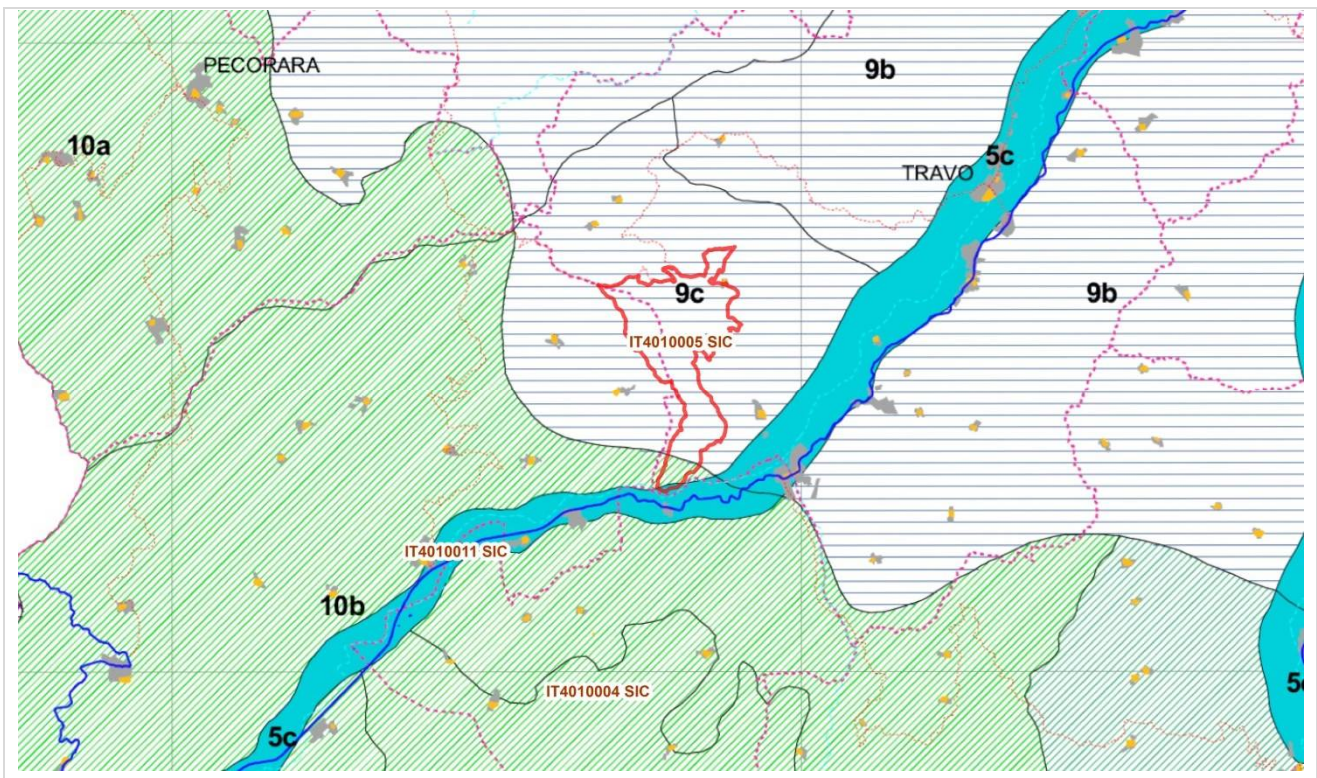 PECORARA
9b
10a
5c
TRAVO
9c
9b
IT4010005 SIC
IT4010011 SIC
10b
IT4010004 SIC
5c
5c